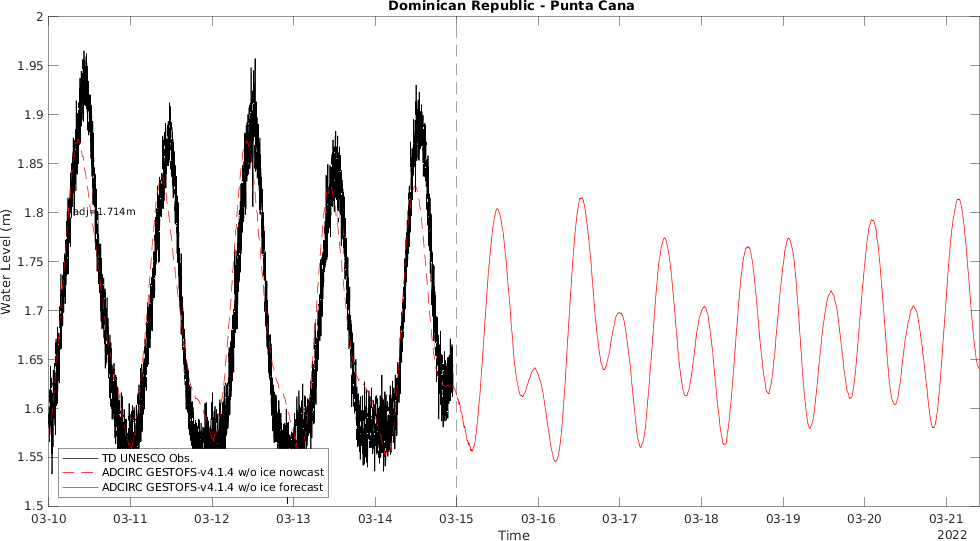 Dominican Republic - Punta Cana
2
1.95
1.9
1.85
1.8
1.75
1.7
1.65
1.6
1.55
1.5
Water Level (m)
adj=1.714m
TD UNESCO Obs.
ADCIRC GESTOFS-v4.1.4 w/o ice nowcast
ADCIRC GESTOFS-v4.1.4 w/o ice forecast
03-10 03-11 03-12 03-13 03-14 03-15 03-16 03-17 03-18 03-19 03-20 03-21
Time
2022